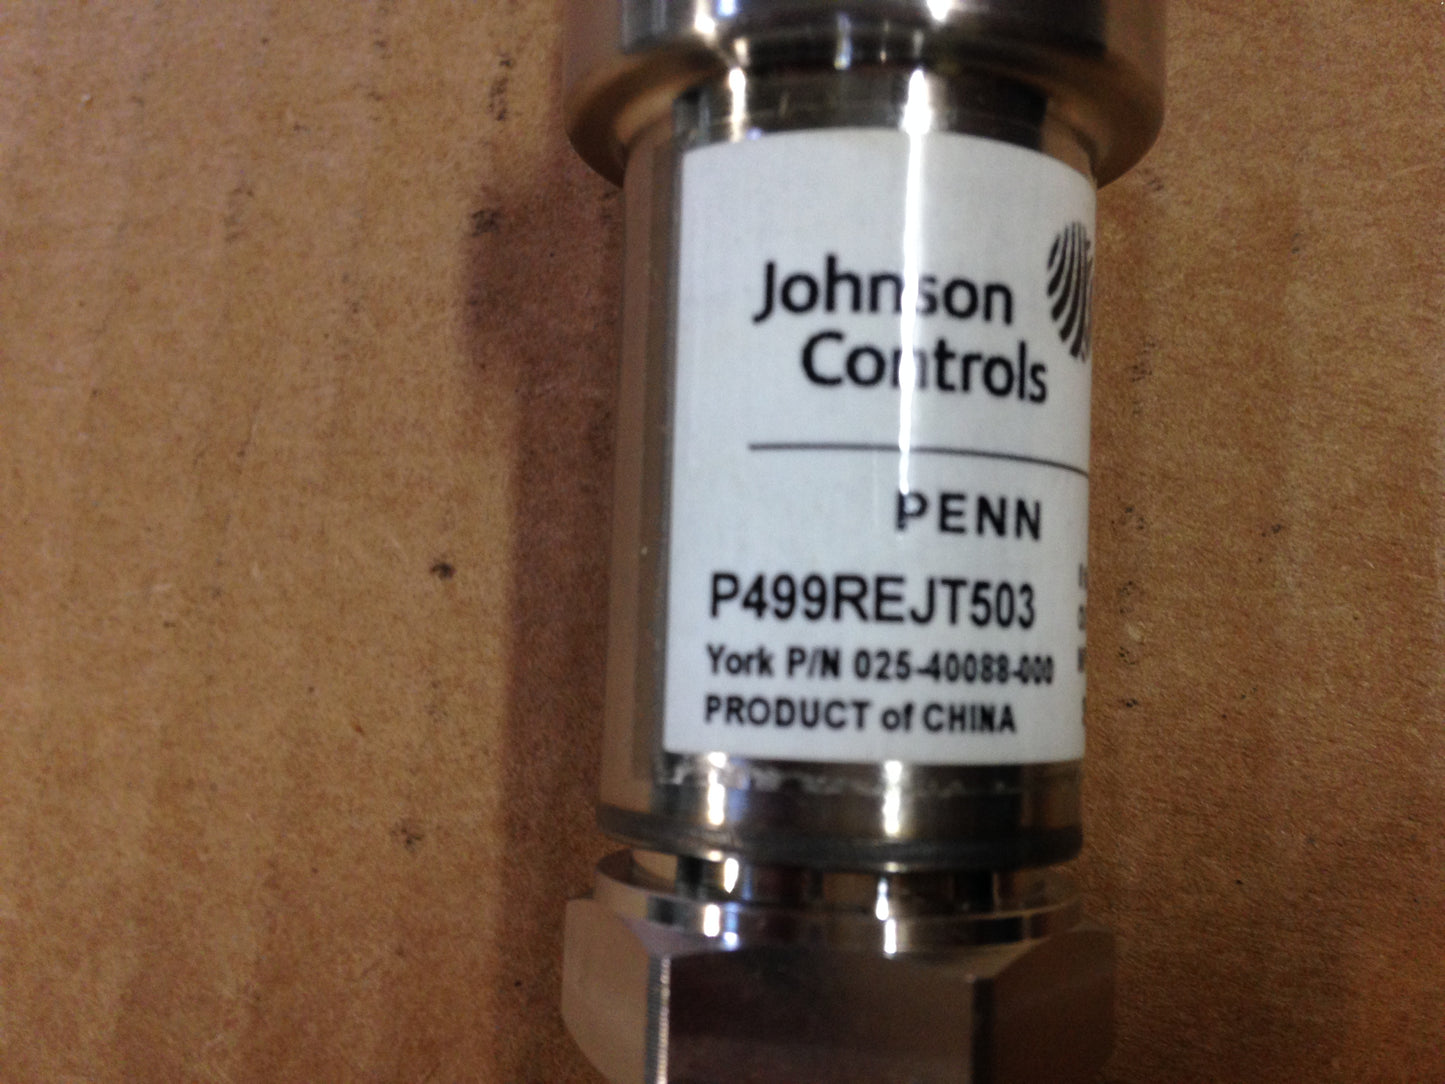 Johnson
Controls
PENN
P499REJT503
York P/N 025-40088-000
PRODUCT of CHINA